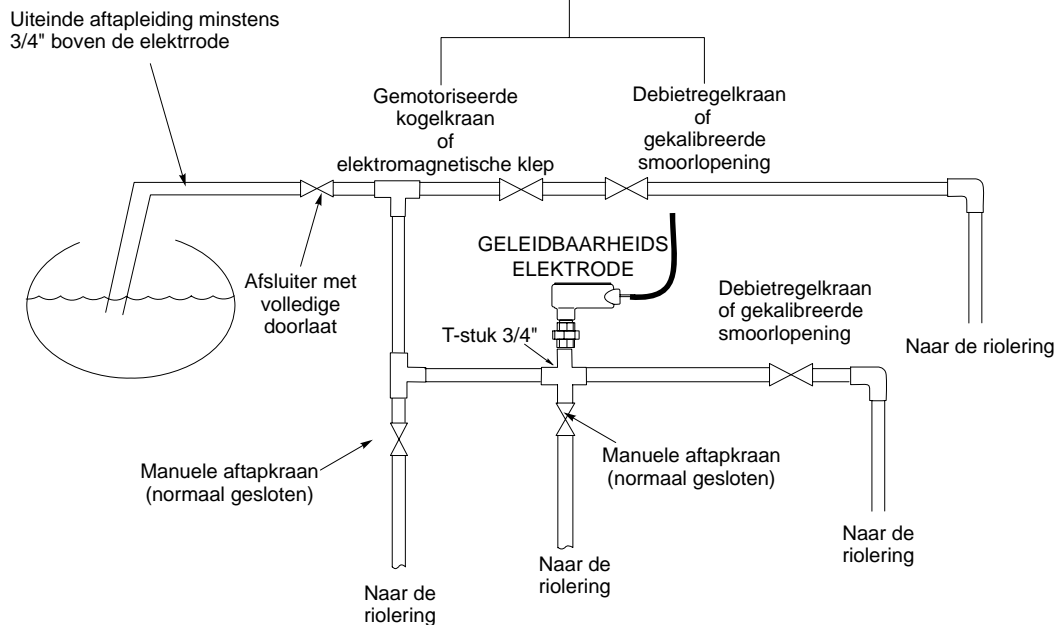 Uiteinde aftapleiding minstens
3/4" boven de elektrrode
Gemotoriseerde
kogelkraan
of
elektromagnetische klep
Debietregelkraan
of
gekalibreerde
smoorlopening
Afsluiter met
volledige
doorlaat
GELEIDBAARHEIDS
ELEKTRODE
T-stuk 3/4"
Debietregelkraan
of gekalibreerde
smoorlopening
Naar de riolering
Manuele aftapkraan
(normaal gesloten)
Manuele aftapkraan
(normaal gesloten)
Naar de
riolering
Naar de
riolering
Naar de
riolering